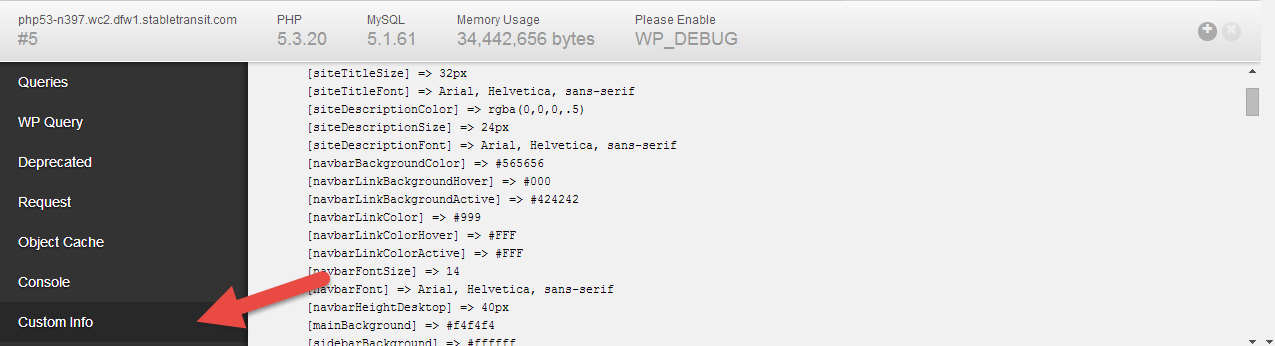 php53-n397.wc2.dfw1.stabletransit.com
#5
PHP
5.3.20
MySQL
5.1.61
Memory Usage
34,442,656 bytes
Please Enable
WP_DEBUG
Queries
WP Query
Deprecated
Request
Object Cache
Console
Custom Info
[siteTitleSize] => 32px
[siteTitleFont] => Arial, Helvetica, sans-serif
[siteDescriptionColor] => rgba(0,0,0,.5)
[siteDescriptionSize] => 24px
[siteDescriptionFont] => Arial, Helvetica, sans-serif
[navbarBackgroundColor] => #565656
[navbarLinkBackgroundHover] => #000
[navbarLinkBackgroundActive] => #424242
[navbarLinkColor] => #999
[navbarLinkColorHover] => #FFF
[navbarLinkColorActive] => #FFF
[navbarFontSize] => 14
[navbarFont] => Arial, Helvetica, sans-serif
[navbarHeightDesktop] => 40px
[mainBackground] => #f4f4f4
[sidebarBackground] => #ffffff